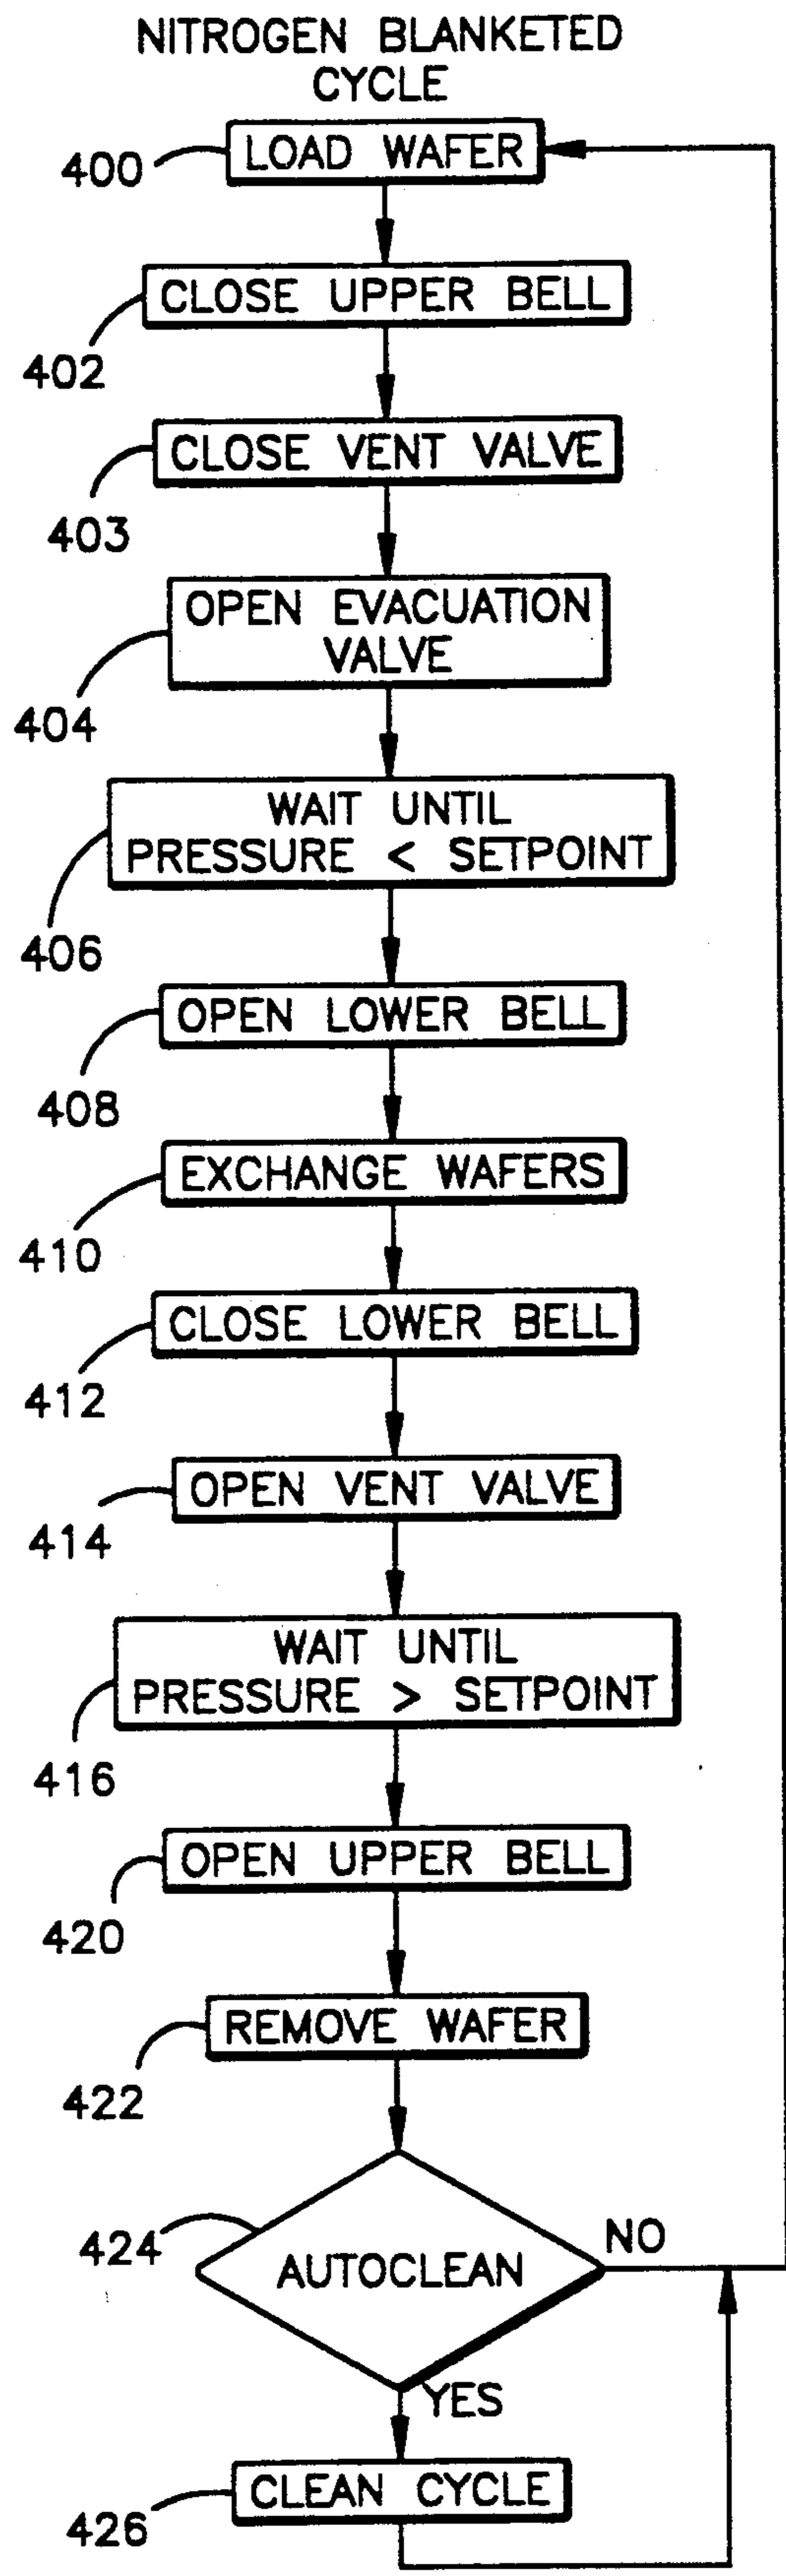 NITROGEN BLANKETED
CYCLE
400
LOAD WAFER
CLOSE UPPER BELL
402
CLOSE VENT VALVE
403
OPEN EVACUATION
VALVE
404
WAIT UNTIL
PRESSURE < SETPOINT
406
OPEN LOWER BELL
408
EXCHANGE WAFERS
410
CLOSE LOWER BELL
412
OPEN VENT VALVE
414
WAIT UNTIL
PRESSURE > SETPOINT
416
OPEN UPPER BELL
420
REMOVE WAFER
422
424
AUTOCLEAN
NO
YES
CLEAN CYCLE
426